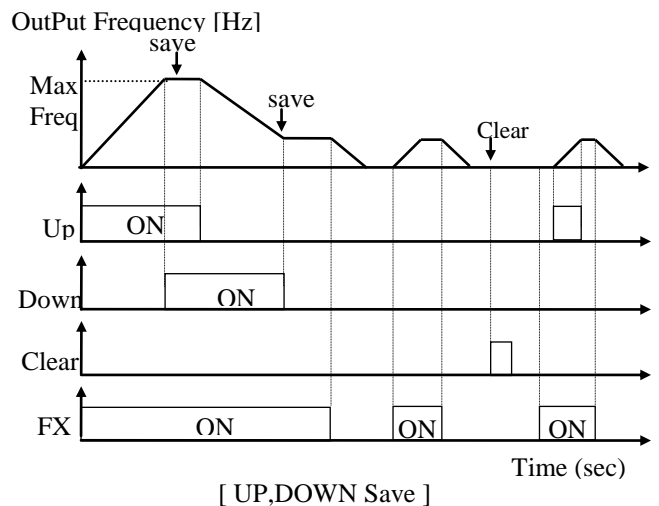 OutPut Frequency [Hz]
save
Max
Freq
save
Clear
Up
ON
Down
ON
Clear
FX
ON
ON
ON
Time (sec)
[ UP,DOWN Save ]